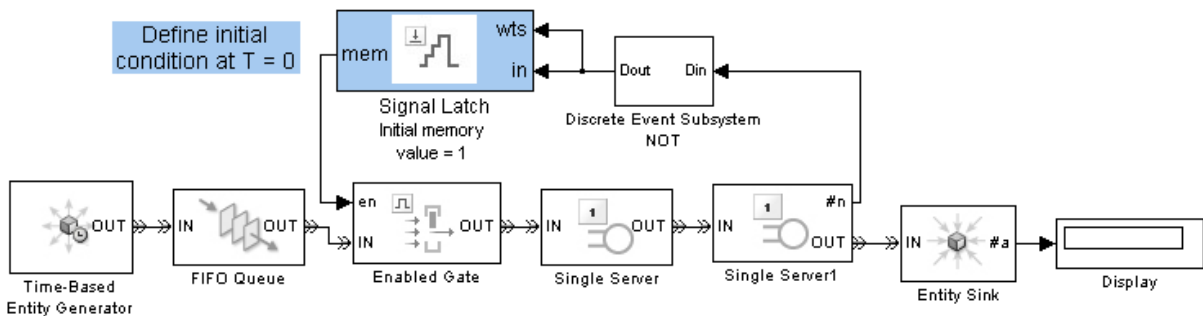 Define initial
condition at T = 0
mem
wts
in
Signal Latch
Initial memory
value = 1
Dout
Din
Discrete Event Subsystem
NOT
OUT
Time-Based
Entity Generator
IN
OUT
FIFO Queue
en
IN
OUT
Enabled Gate
IN
1
OUT
Single Server
IN
1
#n
OUT
Single Server1
IN
#a
Entity Sink
Display